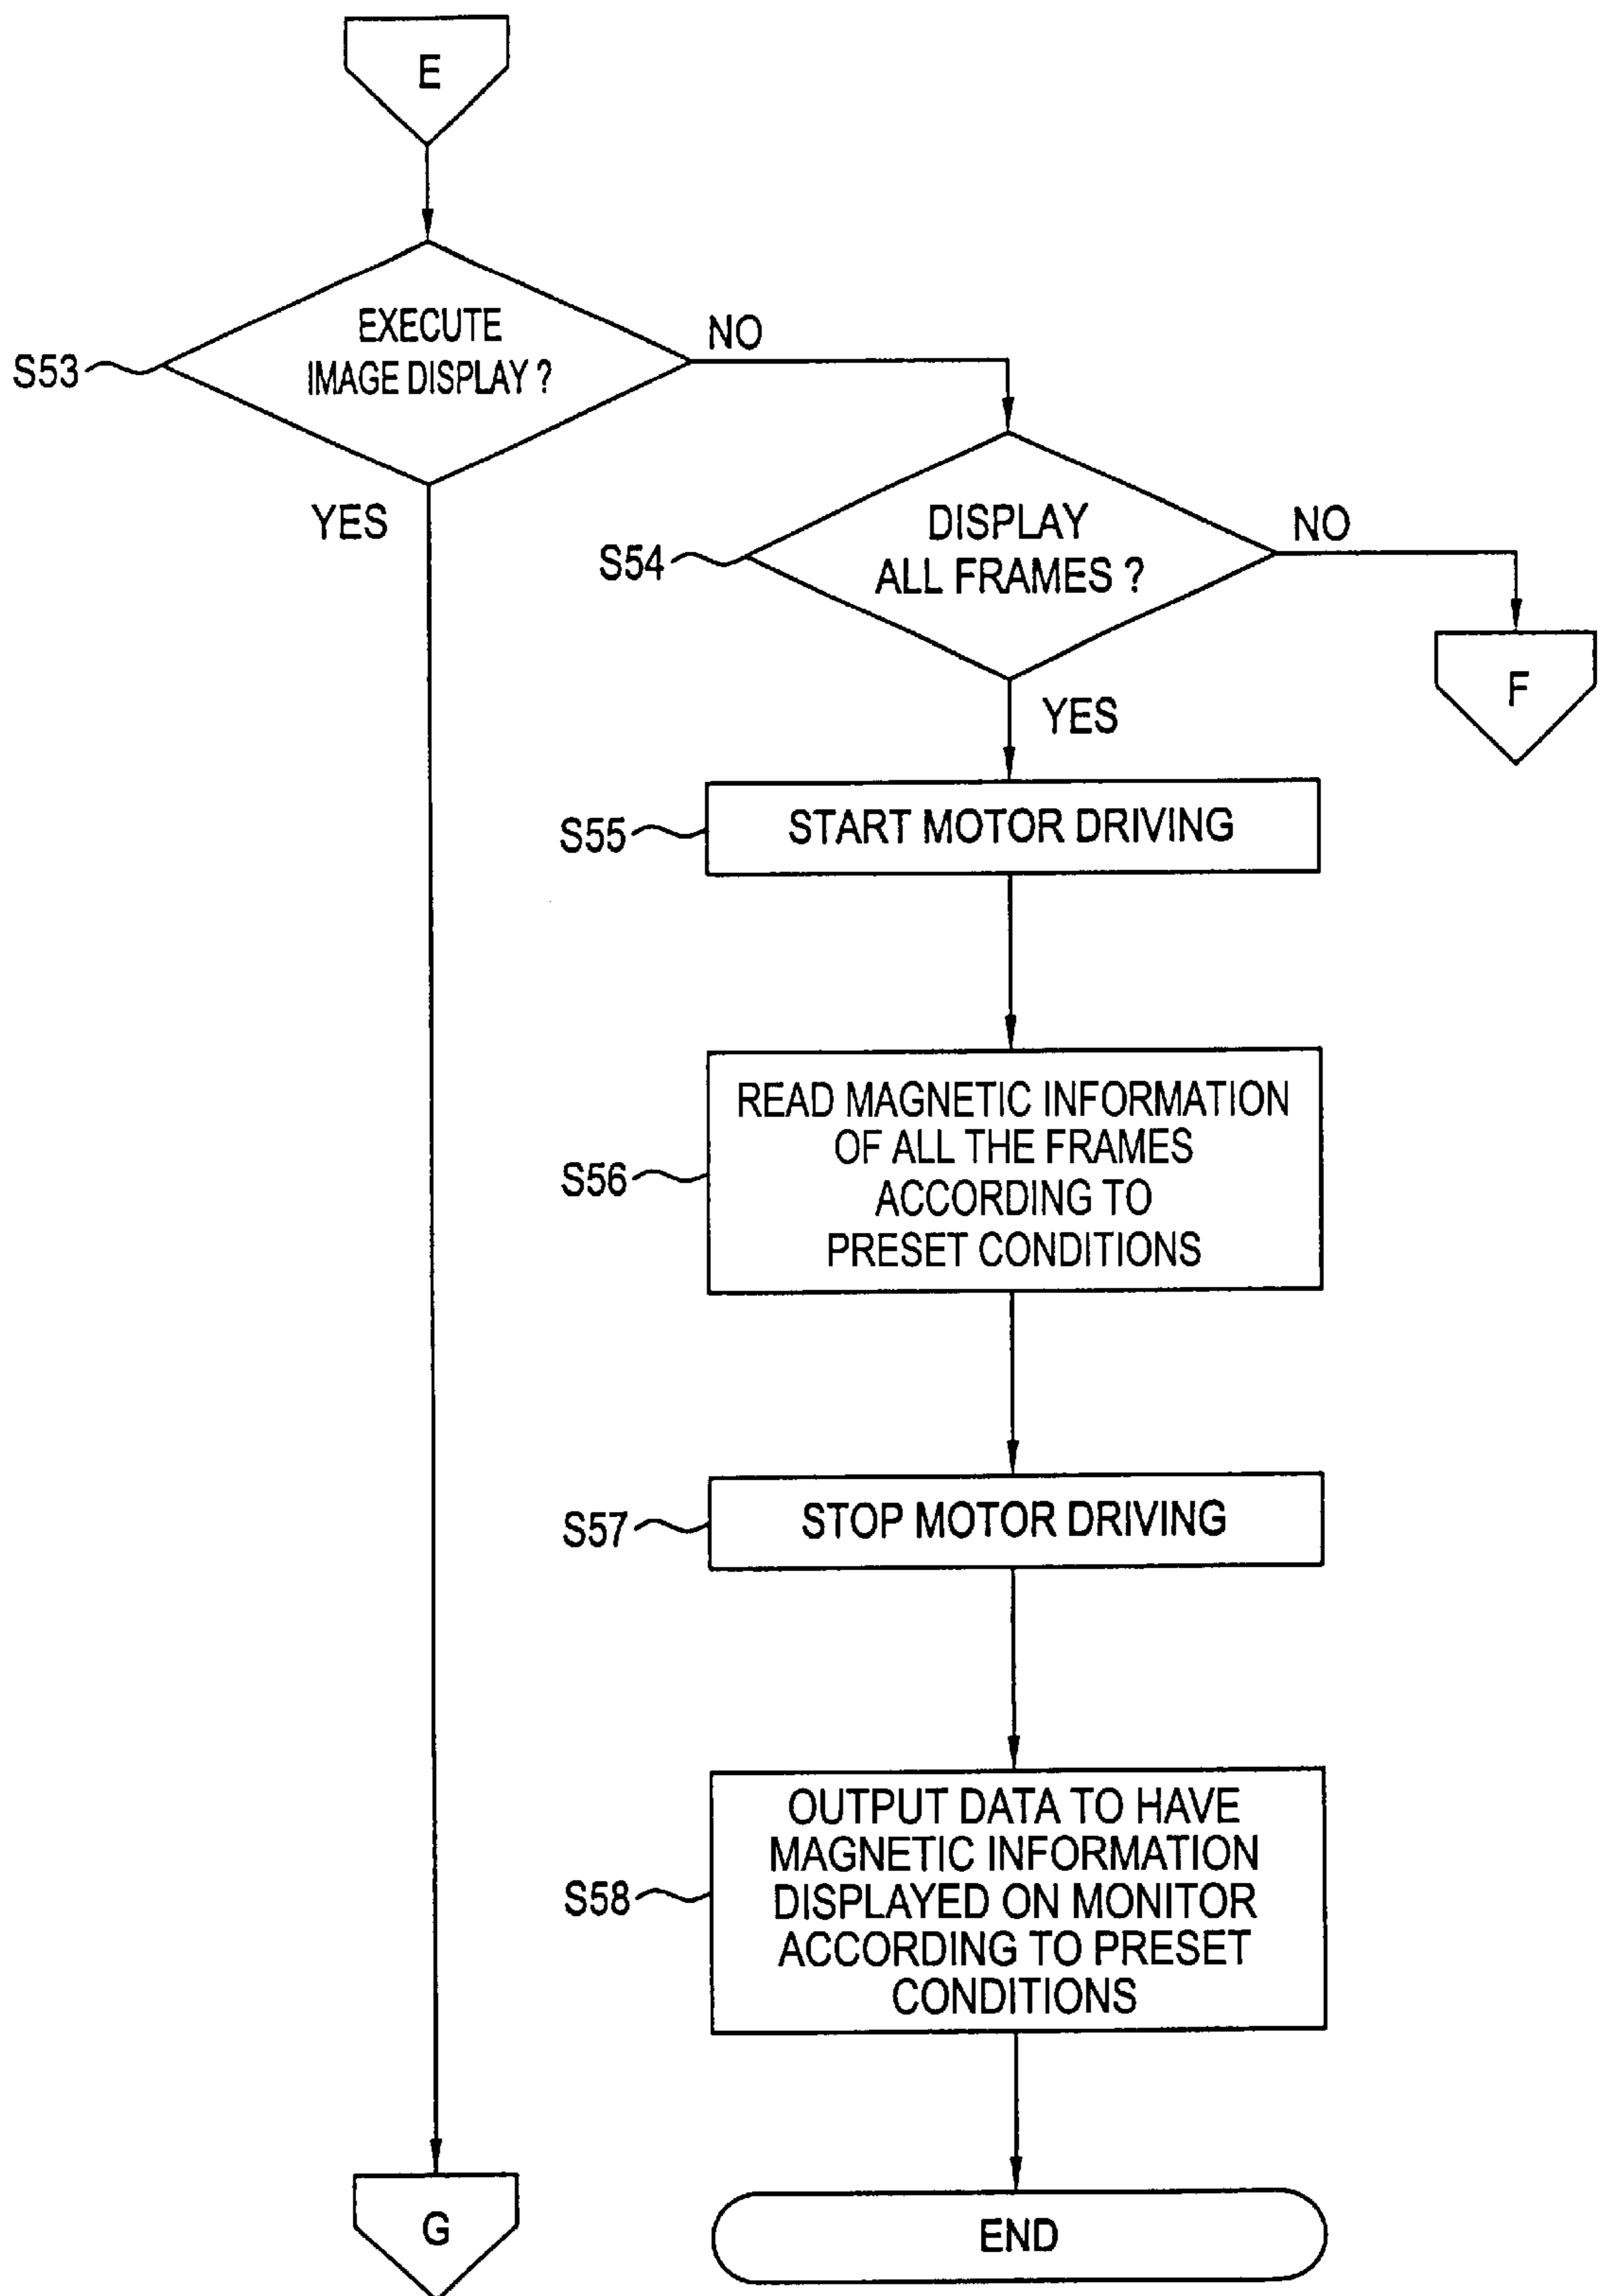 E
EXECUTE
IMAGE DISPLAY ?
S53
NO
YES
DISPLAY
ALL FRAMES ?
S54
NO
F
YES
S55
START MOTOR DRIVING
S56
READ MAGNETIC INFORMATION
OF ALL THE FRAMES
ACCORDING TO
PRESET CONDITIONS
S57
STOP MOTOR DRIVING
S58
OUTPUT DATA TO HAVE
MAGNETIC INFORMATION
DISPLAYED ON MONITOR
ACCORDING TO PRESET
CONDITIONS
G
END